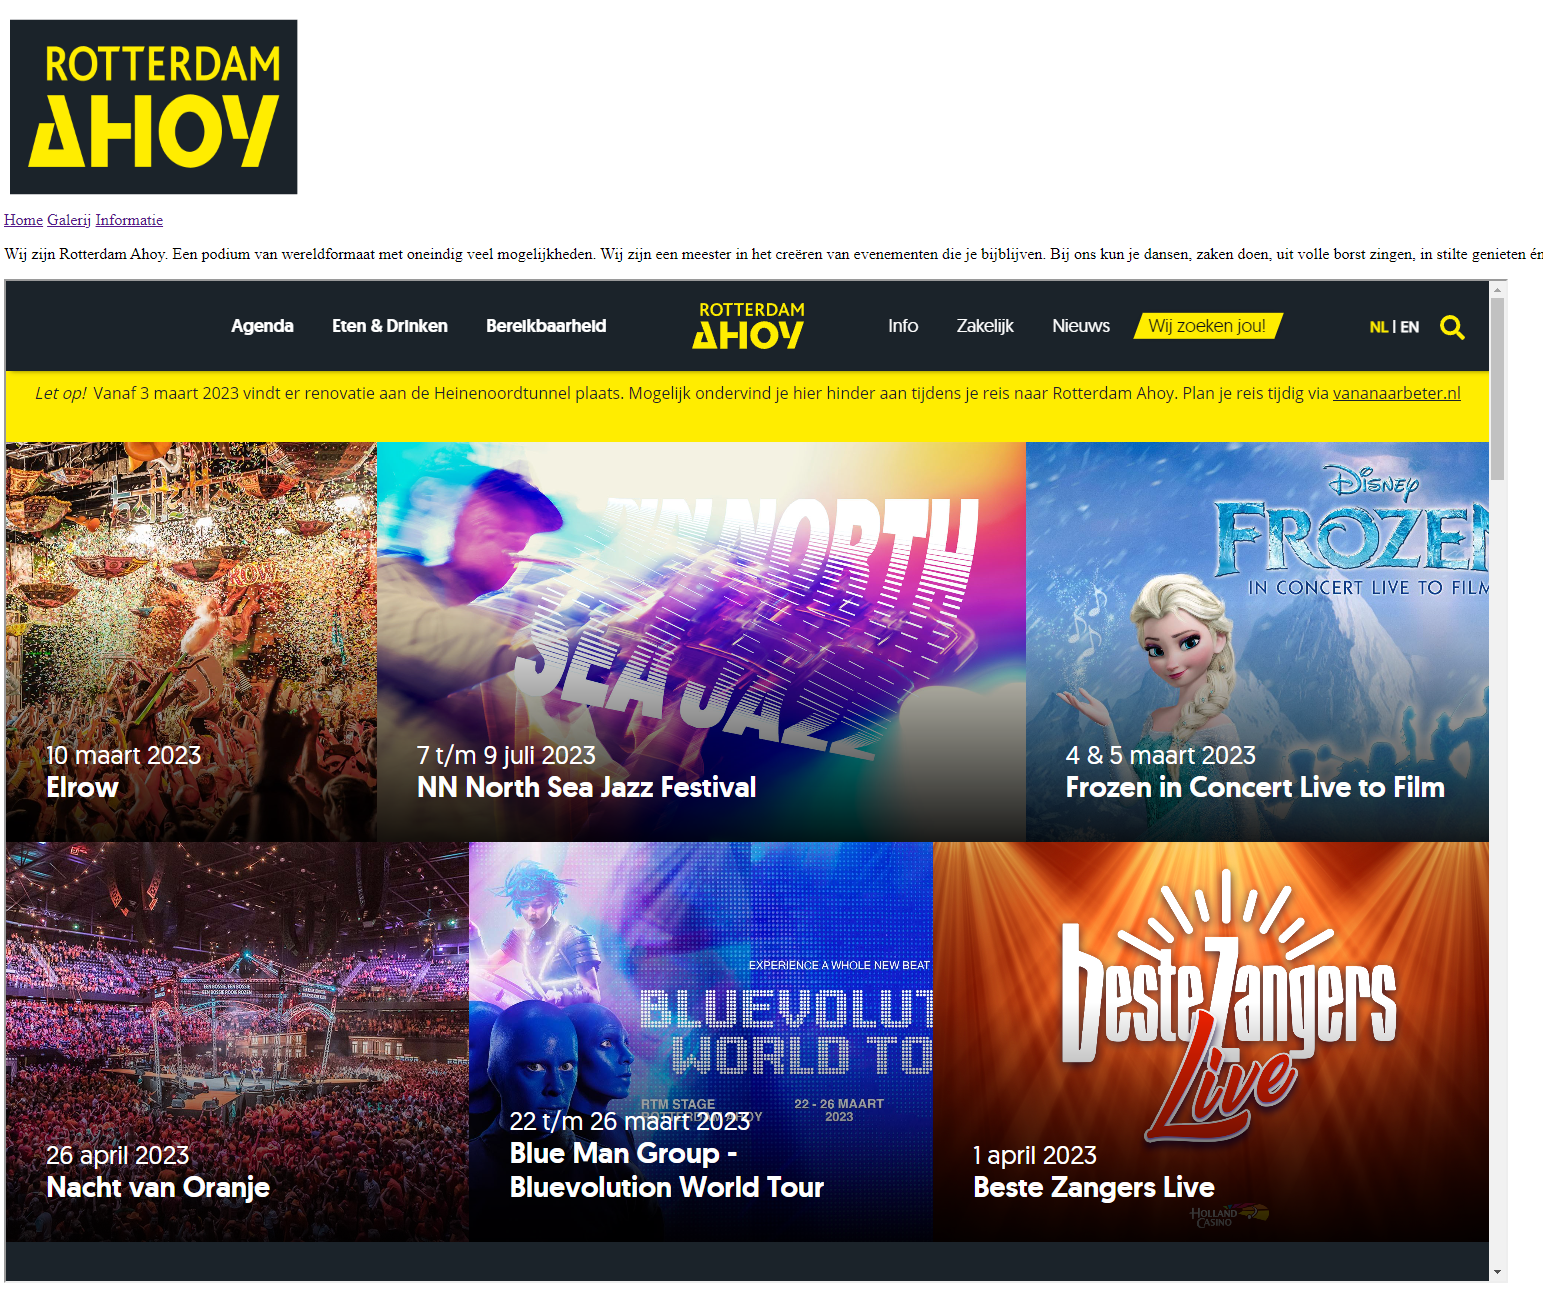 ROTTERDAM
AHOY
Home Galerij Informatie
Wij zijn Rotterdam Ahoy. Een podium van wereldformaat met oneindig veel mogelijkheden. Wij zijn een meester in het creëren van evenementen die je bijblijven. Bij ons kun je dansen, zaken doen, uit volle borst zingen, in stilte genieten én
Agenda Eten & Drinken Bereikbaarheid ROTTERDAM AHOY Info Zakelijk Nieuws Wij zoeken jou! NL | EN
Let op! Vanaf 3 maart 2023 vindt er renovatie aan de Heinenoordtunnel plaats. Mogelijk ondervind je hier hinder aan tijdens je reis naar Rotterdam Ahoy. Plan je reis tijdig via vananaarbeter.nl
ROWE
10 maart 2023
Elrow
NN NORTH
SEA JAZZ
7 t/m 9 juli 2023
NN North Sea Jazz Festival
DISNEY
FROZEN
IN CONCERT LIVE TO FILM
4 & 5 maart 2023
Frozen in Concert Live to Film
26 april 2023
Nacht van Oranje
EXPERIENCE A WHOLE NEW BEAT
BLUEVOLUT
WORLD TO
RTM STAGE
ROTTERDAM AHOY
22 - 26 MAART
2023
22 t/m 26 maart 2023
Blue Man Group -
Bluevolution World Tour
beste Zangers
Live
1 april 2023
Beste Zangers Live
HOLLAND
CASINO